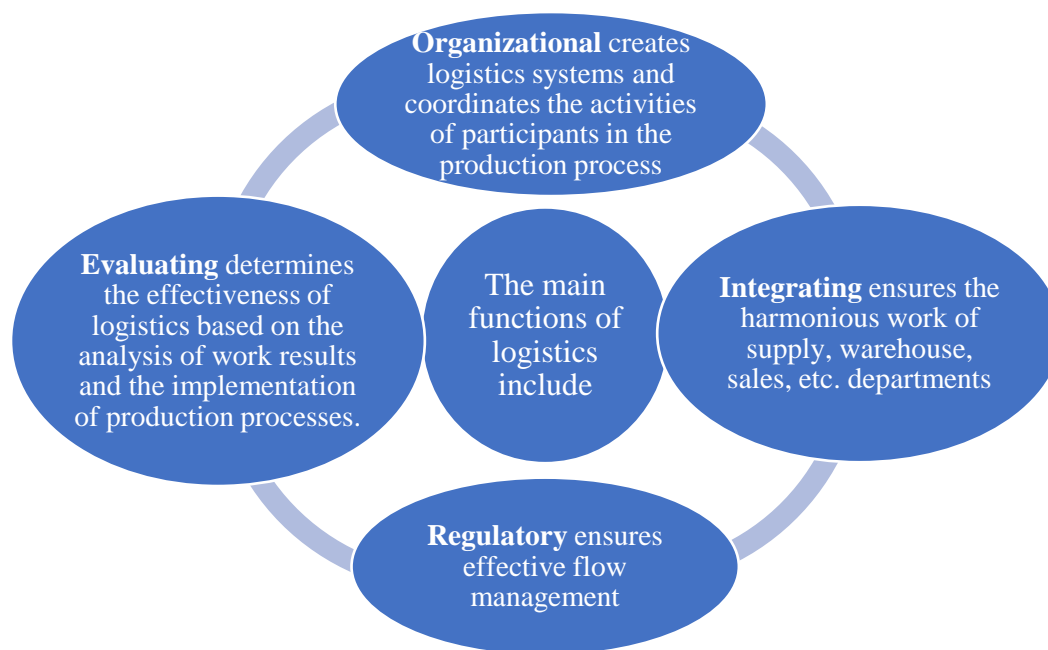 Organizational creates
logistics systems and
coordinates the activities
of participants in the
production process
Evaluating determines
the effectiveness of
logistics based on the
analysis of work results
and the implementation
of production processes.
The main
functions of
logistics
include
Integrating ensures the
harmonious work of
supply, warehouse,
sales, etc. departments
Regulatory ensures
effective flow
management